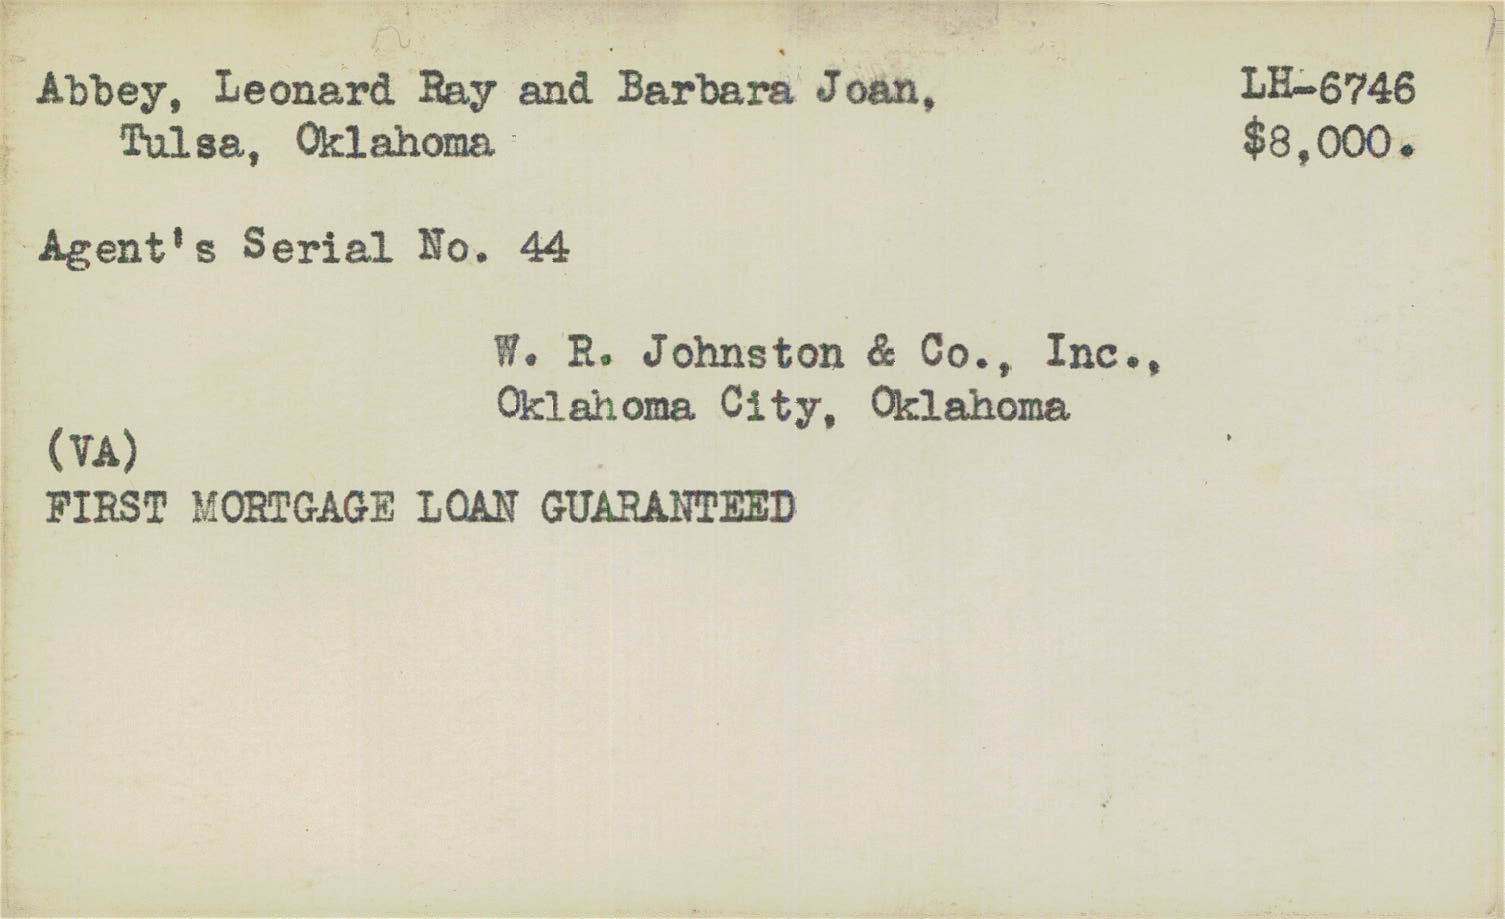 Abbey, Leonard Ray and Barbara Joan, LH-6746
Tulsa, Oklahoma $8,000.
Agent's Serial No. 44
W. R. Johnston & Co., Inc.,
Oklahoma City, Oklahoma
(VA)
FIRST MORTGAGE LOAN GUARANTEED